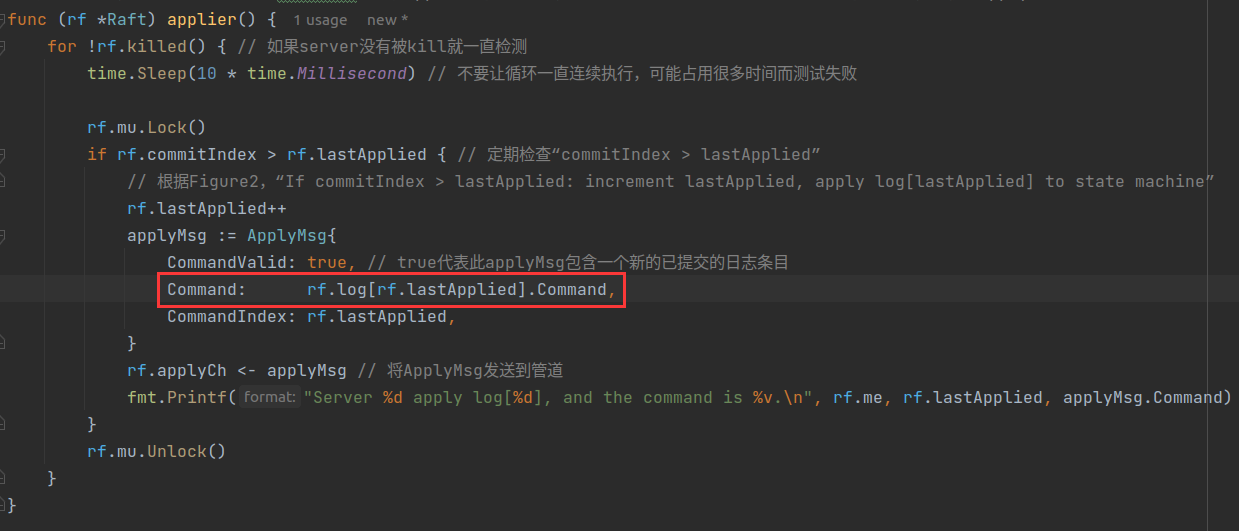 func (rf *Raft) applier() { 1 usage new *
    for !rf.killed() { // 如果server没有被kill就一直检测
        time.Sleep(10 * time.Millisecond) // 不要让循环一直连续执行，可能占用很多时间而测试失败
        rf.mu.Lock()
        if rf.commitIndex > rf.lastApplied { // 定期检查“commitIndex > lastApplied”
            // 根据Figure2，“If commitIndex > lastApplied: increment lastApplied, apply log[lastApplied] to state machine”
            rf.lastApplied++
            applyMsg := ApplyMsg{
                CommandValid: true, // true代表此applyMsg包含一个新的已提交的日志条目
                Command:      rf.log[rf.lastApplied].Command,
                CommandIndex: rf.lastApplied,
            }
            rf.applyCh <- applyMsg // 将ApplyMsg发送到管道
            fmt.Printf( format: "Server %d apply log[%d], and the command is %v.\n", rf.me, rf.lastApplied, applyMsg.Command)
        }
        rf.mu.Unlock()
    }
}